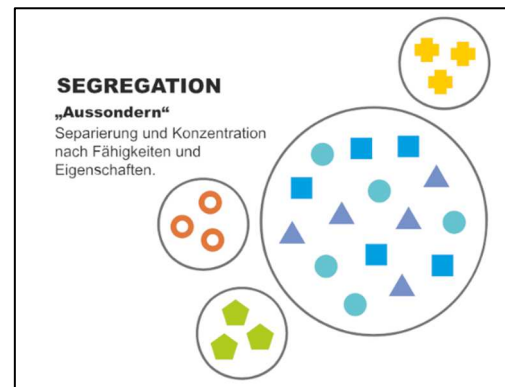 SEGREGATION
„Aussondern“
Separierung und Konzentration
nach Fähigkeiten und
Eigenschaften.